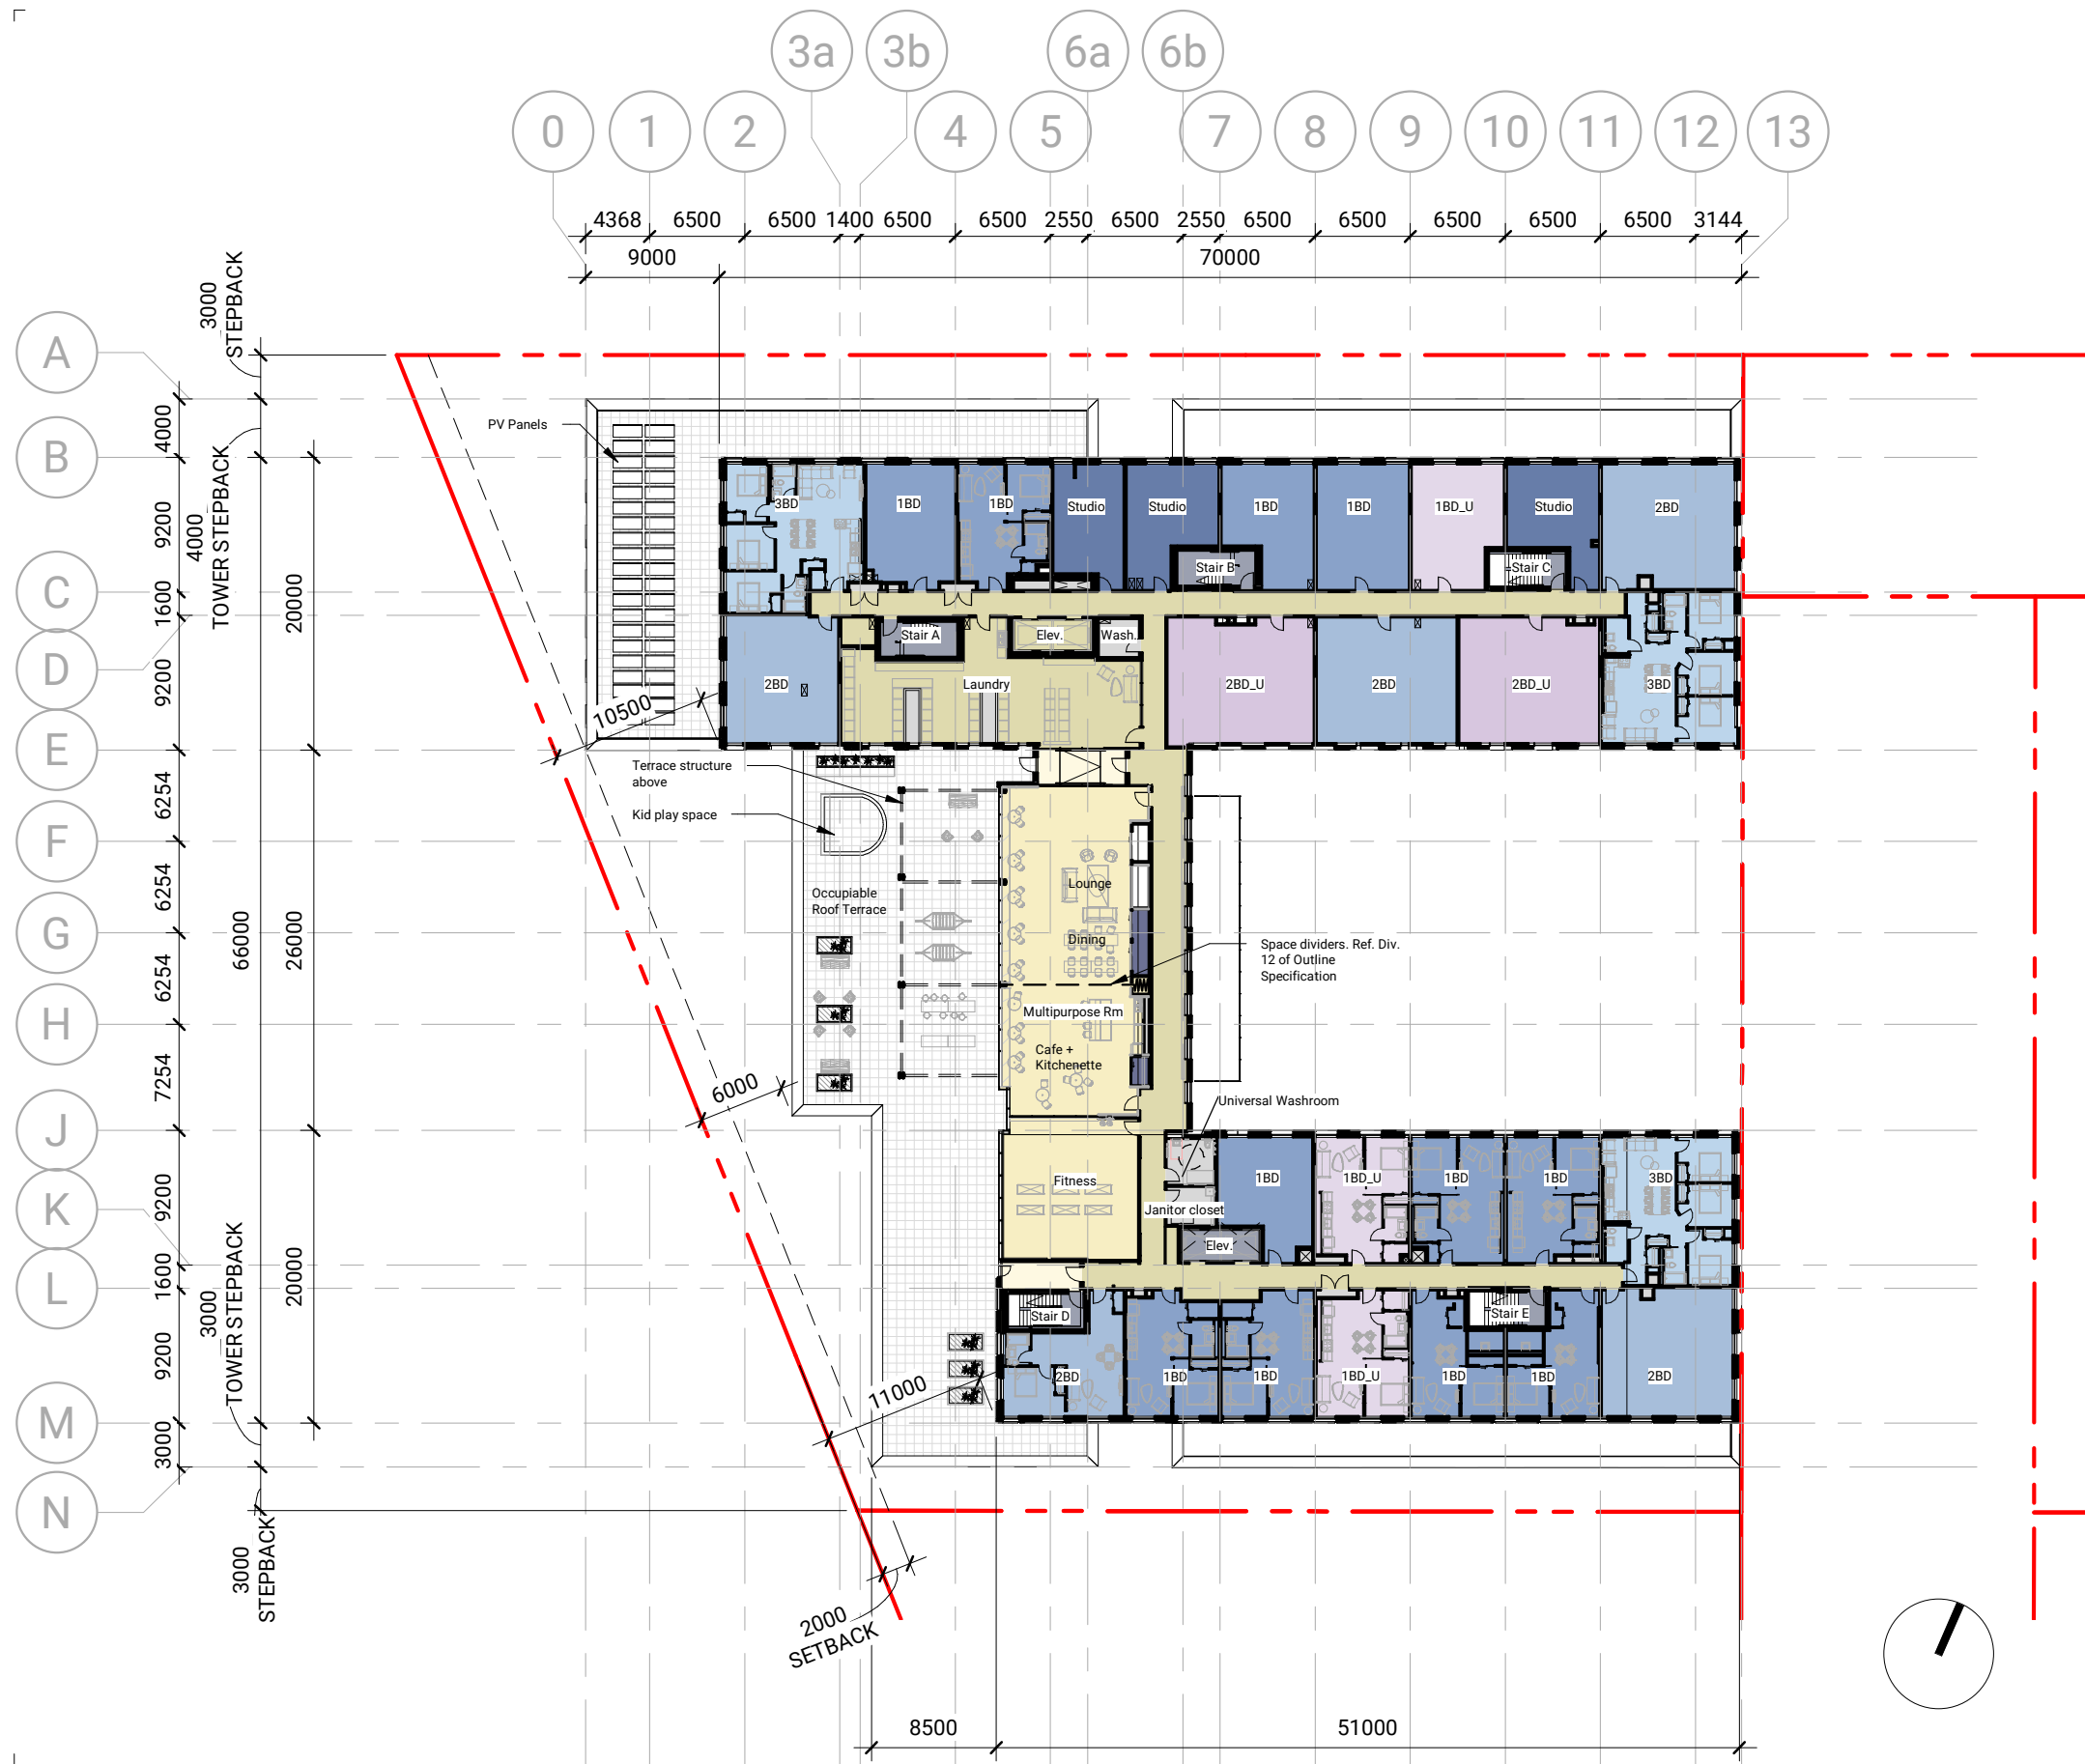 3a
3b
6a
6b
0
1
2
4
5
7
8
9
10
11
12
13
4368
6500
6500
1400
6500
6500
2550
6500
2550
6500
6500
6500
6500
6500
3144
9000
70000
3000
STEPBACK
A
B
C
D
E
F
G
H
J
K
L
M
N
4000
9200
1600
9200
6254
6254
6254
7254
9200
1600
9200
3000
4000
TOWER STEPBACK
66000
3000
TOWER STEPBACK
3000
STEPBACK
20000
26000
20000
PV Panels
3BD
1BD
1BD
Studio
Studio
1BD
1BD
1BD_U
Studio
2BD
Stair B
Stair C
Stair A
Elev.
Wash.
2BD
Laundry
2BD_U
2BD
2BD_U
3BD
10500
Terrace structure
above
Kid play space
Occupiable
Roof Terrace
Lounge
Dining
Space dividers. Ref. Div.
12 of Outline
Specification
Multipurpose Rm
Cafe +
Kitchenette
6000
Universal Washroom
Fitness
1BD
1BD_U
1BD
1BD
3BD
Janitor closet
Elev.
Stair D
Stair E
2BD
1BD
1BD
1BD_U
1BD
1BD
2BD
11000
2000
SETBACK
8500
51000